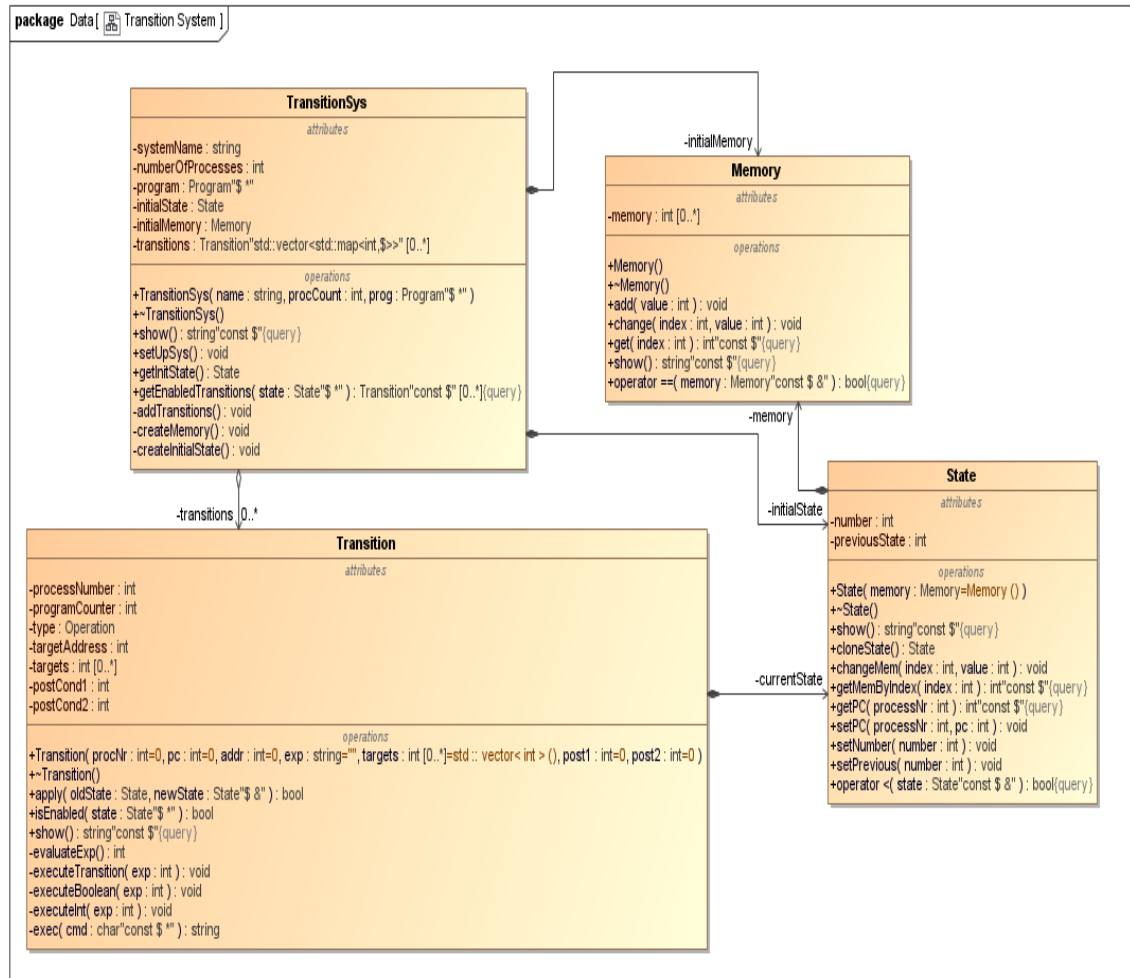 package Data[ Transition System ]
TransitionSys
attributes
-systemName : string
-numberOfProcesses : int
-program : Program"$ *"
-initialState : State
-initialMemory : Memory
-transitions : Transition"std::vector<std::map<int,$>>" [0..*]
operations
+TransitionSys( name : string, procCount : int, prog : Program"$ *" )
+~TransitionSys()
+show() : string"const $"{query}
+setUpSys() : void
+getInitState() : State
+getEnabledTransitions( state : State"$ *" ) : Transition"const $" [0..*]{query}
-addTransitions() : void
-createMemory() : void
-createInitialState() : void
-initialMemory
Memory
attributes
-memory : int [0..*]
operations
+Memory()
+~Memory()
+add( value : int ) : void
+change( index : int, value : int ) : void
+get( index : int ) : int"const $"{query}
+show() : string"const $"{query}
+operator ==( memory : Memory"const $ &" ) : bool{query}
-memory
-initialState
State
attributes
-number : int
-previousState : int
operations
+State( memory : Memory=Memory () )
+~State()
+show() : string"const $"{query}
+cloneState() : State
+changeMem( index : int, value : int ) : void
+getMemByIndex( index : int ) : int"const $"{query}
+getPC( processNr : int ) : int"const $"{query}
+setPC( processNr : int, pc : int ) : void
+setNumber( number : int ) : void
+setPrevious( number : int ) : void
+operator <( state : State"const $ &" ) : bool{query}
-transitions 0..*
Transition
attributes
-processNumber : int
-programCounter : int
-type : Operation
-targetAddress : int
-targets : int [0..*]
-postCond1 : int
-postCond2 : int
operations
+Transition( procNr : int=0, pc : int=0, addr : int=0, exp : string="", targets : int [0..*]=std :: vector< int > (), post1 : int=0, post2 : int=0 )
+~Transition()
+apply( oldState : State, newState : State"$ &" ) : bool
+isEnabled( state : State"$ *" ) : bool
+show() : string"const $"{query}
-evaluateExp() : int
-executeTransition( exp : int ) : void
-executeBoolean( exp : int ) : void
-executeInt( exp : int ) : void
-exec( cmd : char"const $ *" ) : string
-currentState